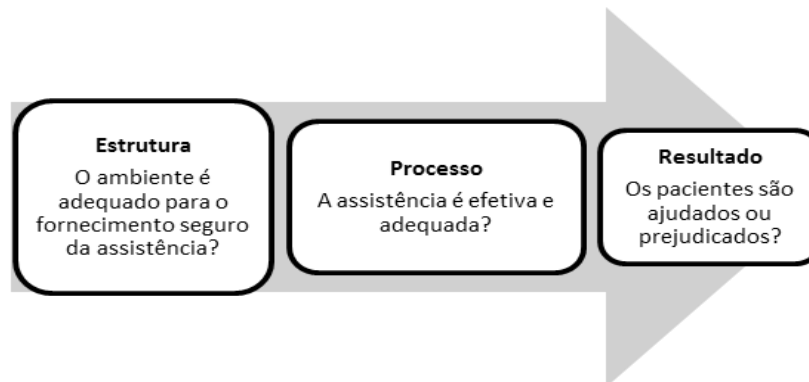 Estrutura
O ambiente é
adequado para o
fornecimento seguro
da assistência?
Processo
A assistência é efetiva e
adequada?
Resultado
Os pacientes são
ajudados ou
prejudicados?